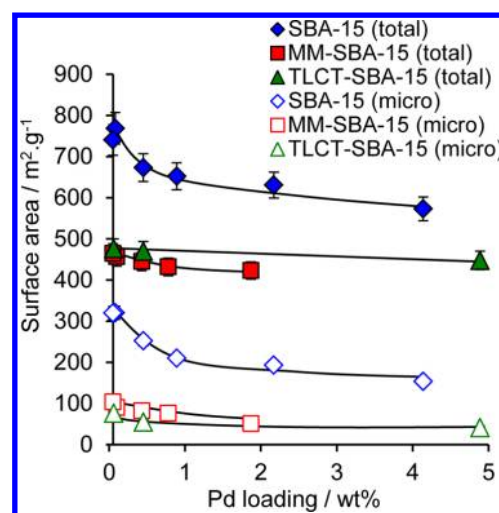 SBA-15 (total)
MM-SBA-15 (total)
TLCT-SBA-15 (total)
SBA-15 (micro)
MM-SBA-15 (micro)
TLCT-SBA-15 (micro)
900
800
700
600
500
400
300
200
100
0
Surface area / m².g⁻¹
0 1 2 3 4 5
Pd loading / wt%